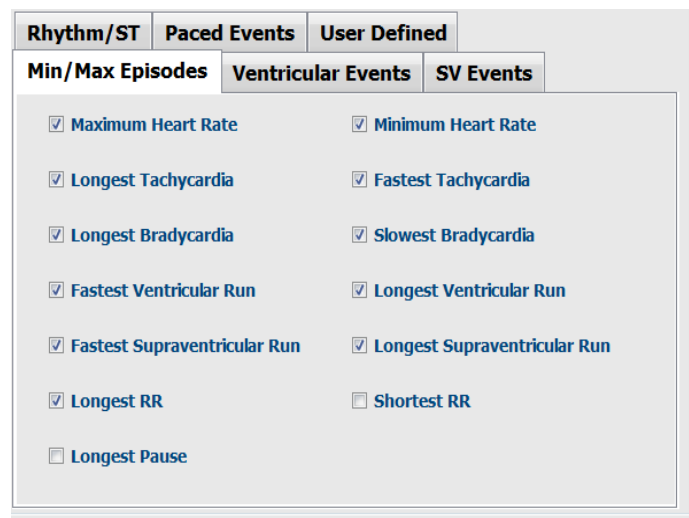 Rhythm/ST Paced Events User Defined
Min/Max Episodes Ventricular Events SV Events
Maximum Heart Rate Minimum Heart Rate
Longest Tachycardia Fastest Tachycardia
Longest Bradycardia Slowest Bradycardia
Fastest Ventricular Run Longest Ventricular Run
Fastest Supraventricular Run Longest Supraventricular Run
Longest RR Shortest RR
Longest Pause